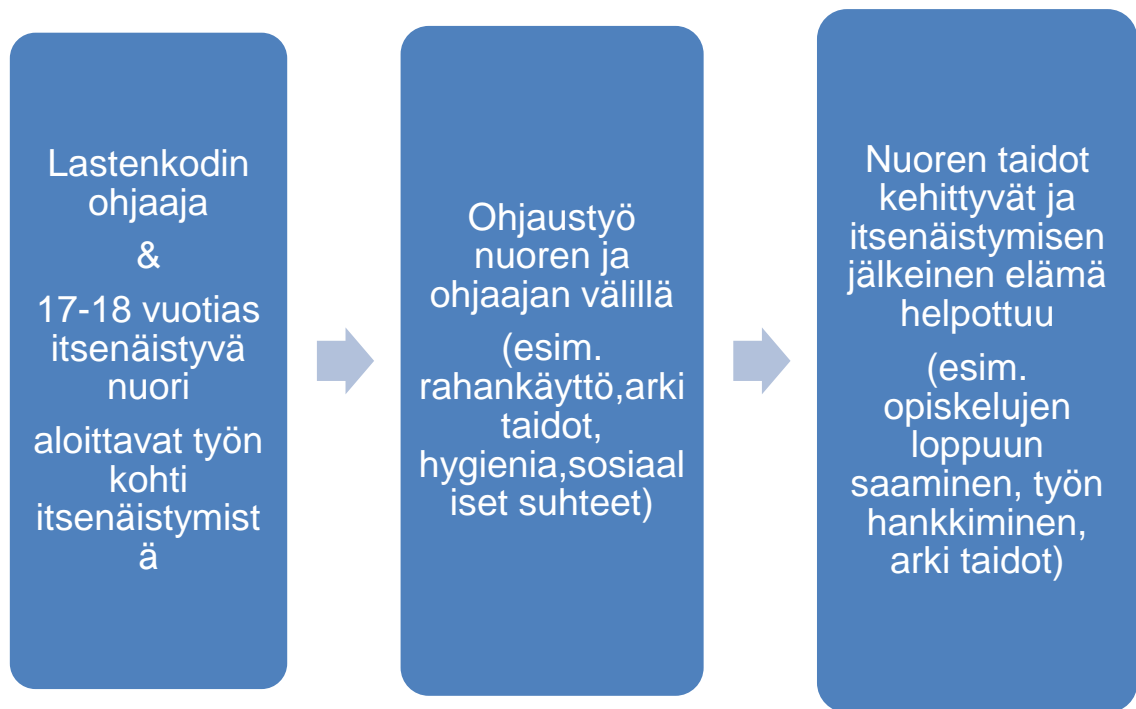 Lastenkodin
ohjaaja
&
17-18 vuotias
itsenäistyvä
nuori
aloittavat työn
kohti
itsenäistymist
ä
Ohjaustyö
nuoren ja
ohjaajan välillä
(esim.
rahankäyttö,arki
taidot,
hygienia,sosiaal
iset suhteet)
Nuoren taidot
kehittyvät ja
itsenäistymisen
jälkeinen elämä
helpottuu
(esim.
opiskelujen
loppuun
saaminen, työn
hankkiminen,
arki taidot)